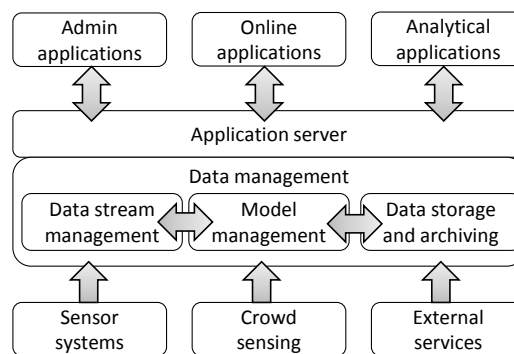 Admin
applications
Online
applications
Analytical
applications
Application server
Data management
Data stream
management
Model
management
Data storage
and archiving
Sensor
systems
Crowd
sensing
External
services